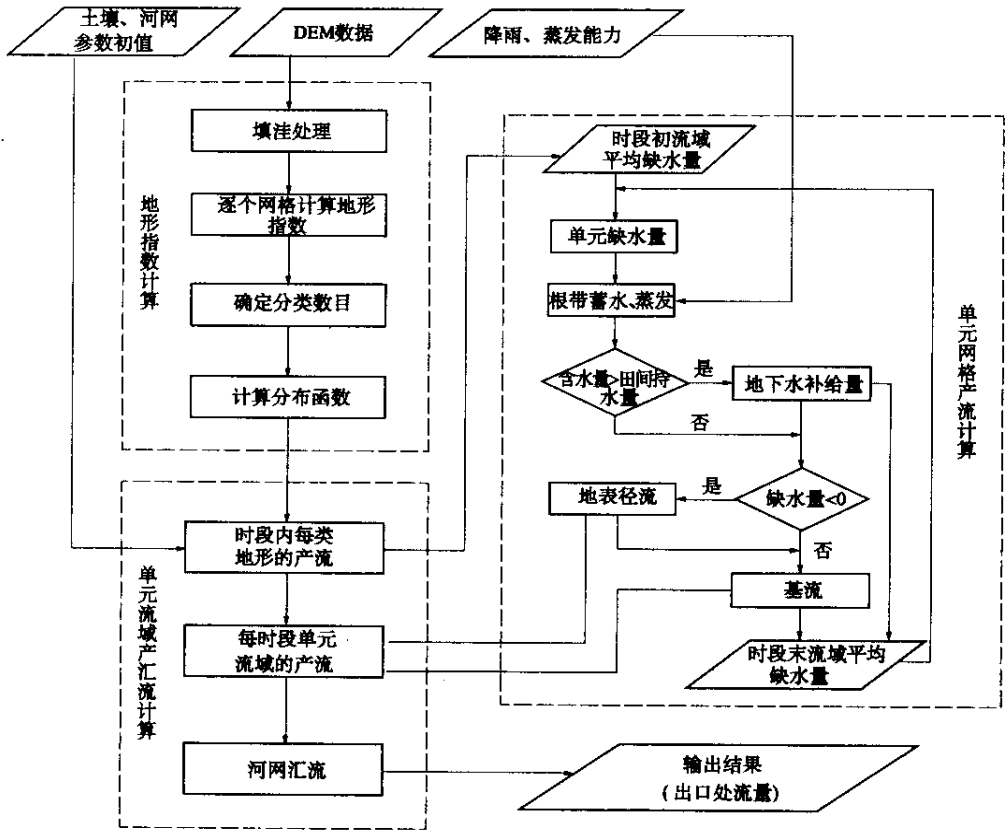 土壤、河网
参数初值
DEM数据
降雨、蒸发能力
填洼处理
逐个网格计算地形
指数
确定分类数目
计算分布函数
地形指数计算
时段初流域
平均缺水量
单元缺水量
根带蓄水、蒸发
含水量>田间持
水量
是
地下水补给量
否
缺水量<0
是
地表径流
否
基流
时段末流域平均
缺水量
单元网格产流计算
时段内每类
地形的产流
每时段单元
流域的产流
河网汇流
单元流域产汇流计算
输出结果
(出口处流量)